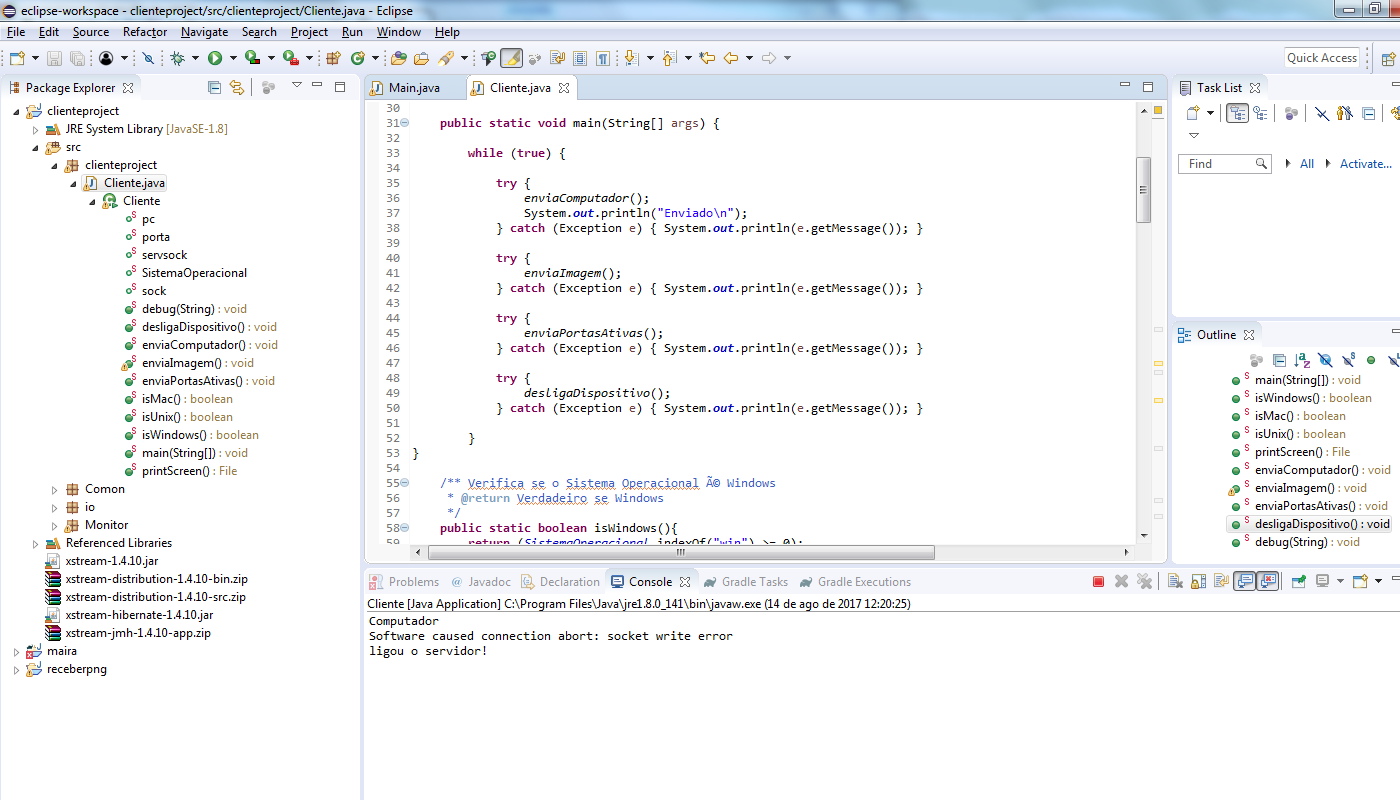 eclipse-workspace - clienteproject/src/clienteproject/Cliente.java - Eclipse
File Edit Source Refactor Navigate Search Project Run Window Help
Quick Access
Package Explorer
clienteproject
JRE System Library [JavaSE-1.8]
src
clienteproject
Cliente.java
Cliente
pc
porta
servsock
SistemaOperacional
sock
debug(String) : void
desligaDispositivo() : void
enviaComputador() : void
enviaImagem() : void
enviaPortasAtivas() : void
isMac() : boolean
isUnix() : boolean
isWindows() : boolean
main(String[]) : void
printScreen() : File
Comon
io
Monitor
Referenced Libraries
xstream-1.4.10.jar
xstream-distribution-1.4.10-bin.zip
xstream-distribution-1.4.10-src.zip
xstream-hibernate-1.4.10.jar
xstream-jmh-1.4.10-app.zip
maira
receberpng
Main.java Cliente.java
30
31 public static void main(String[] args) {
32
33 while (true) {
34
35 try {
36 enviaComputador();
37 System.out.println("Enviado\n");
38 } catch (Exception e) { System.out.println(e.getMessage()); }
39
40 try {
41 enviaImagem();
42 } catch (Exception e) { System.out.println(e.getMessage()); }
43
44 try {
45 enviaPortasAtivas();
46 } catch (Exception e) { System.out.println(e.getMessage()); }
47
48 try {
49 desligaDispositivo();
50 } catch (Exception e) { System.out.println(e.getMessage()); }
51
52 }
53 }
54
55 /** Verifica se o Sistema Operacional Ã© Windows
56 * @return Verdadeiro se Windows
57 */
58 public static boolean isWindows(){
59 return (SistemaOperacional.indexOf("win") >= 0);
Task List
Find All Activate...
Outline
main(String[]) : void
isWindows() : boolean
isMac() : boolean
isUnix() : boolean
printScreen() : File
enviaComputador() : void
enviaImagem() : void
enviaPortasAtivas() : void
desligaDispositivo() : void
debug(String) : void
Problems @ Javadoc Declaration Console Gradle Tasks Gradle Executions
Cliente [Java Application] C:\Program Files\Java\jre1.8.0_141\bin\javaw.exe (14 de ago de 2017 12:20:25)
Computador
Software caused connection abort: socket write error
ligou o servidor!